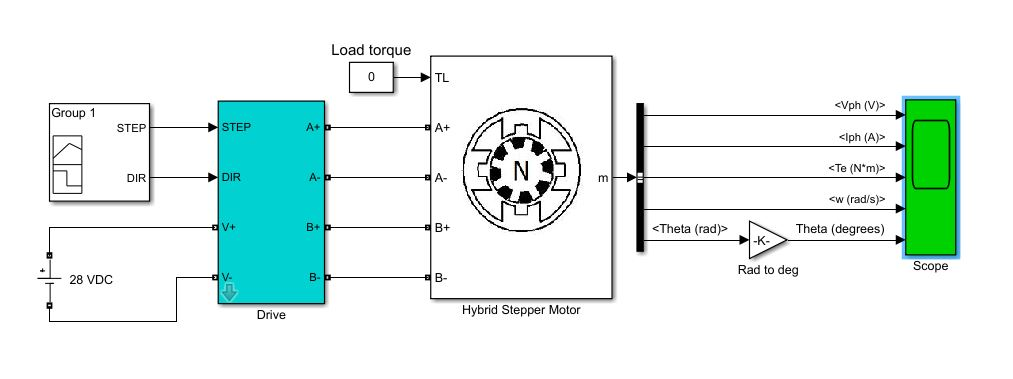 Load torque
0
Group 1
STEP
DIR
STEP
DIR
V+
V-
A+
A-
B+
B-
Drive
28 VDC
+
TL
A+
A-
B+
B-
N
m
Hybrid Stepper Motor
<Vph (V)>
<Iph (A)>
<Te (N*m)>
<w (rad/s)>
<Theta (rad)>
-K-
Rad to deg
Theta (degrees)
Scope